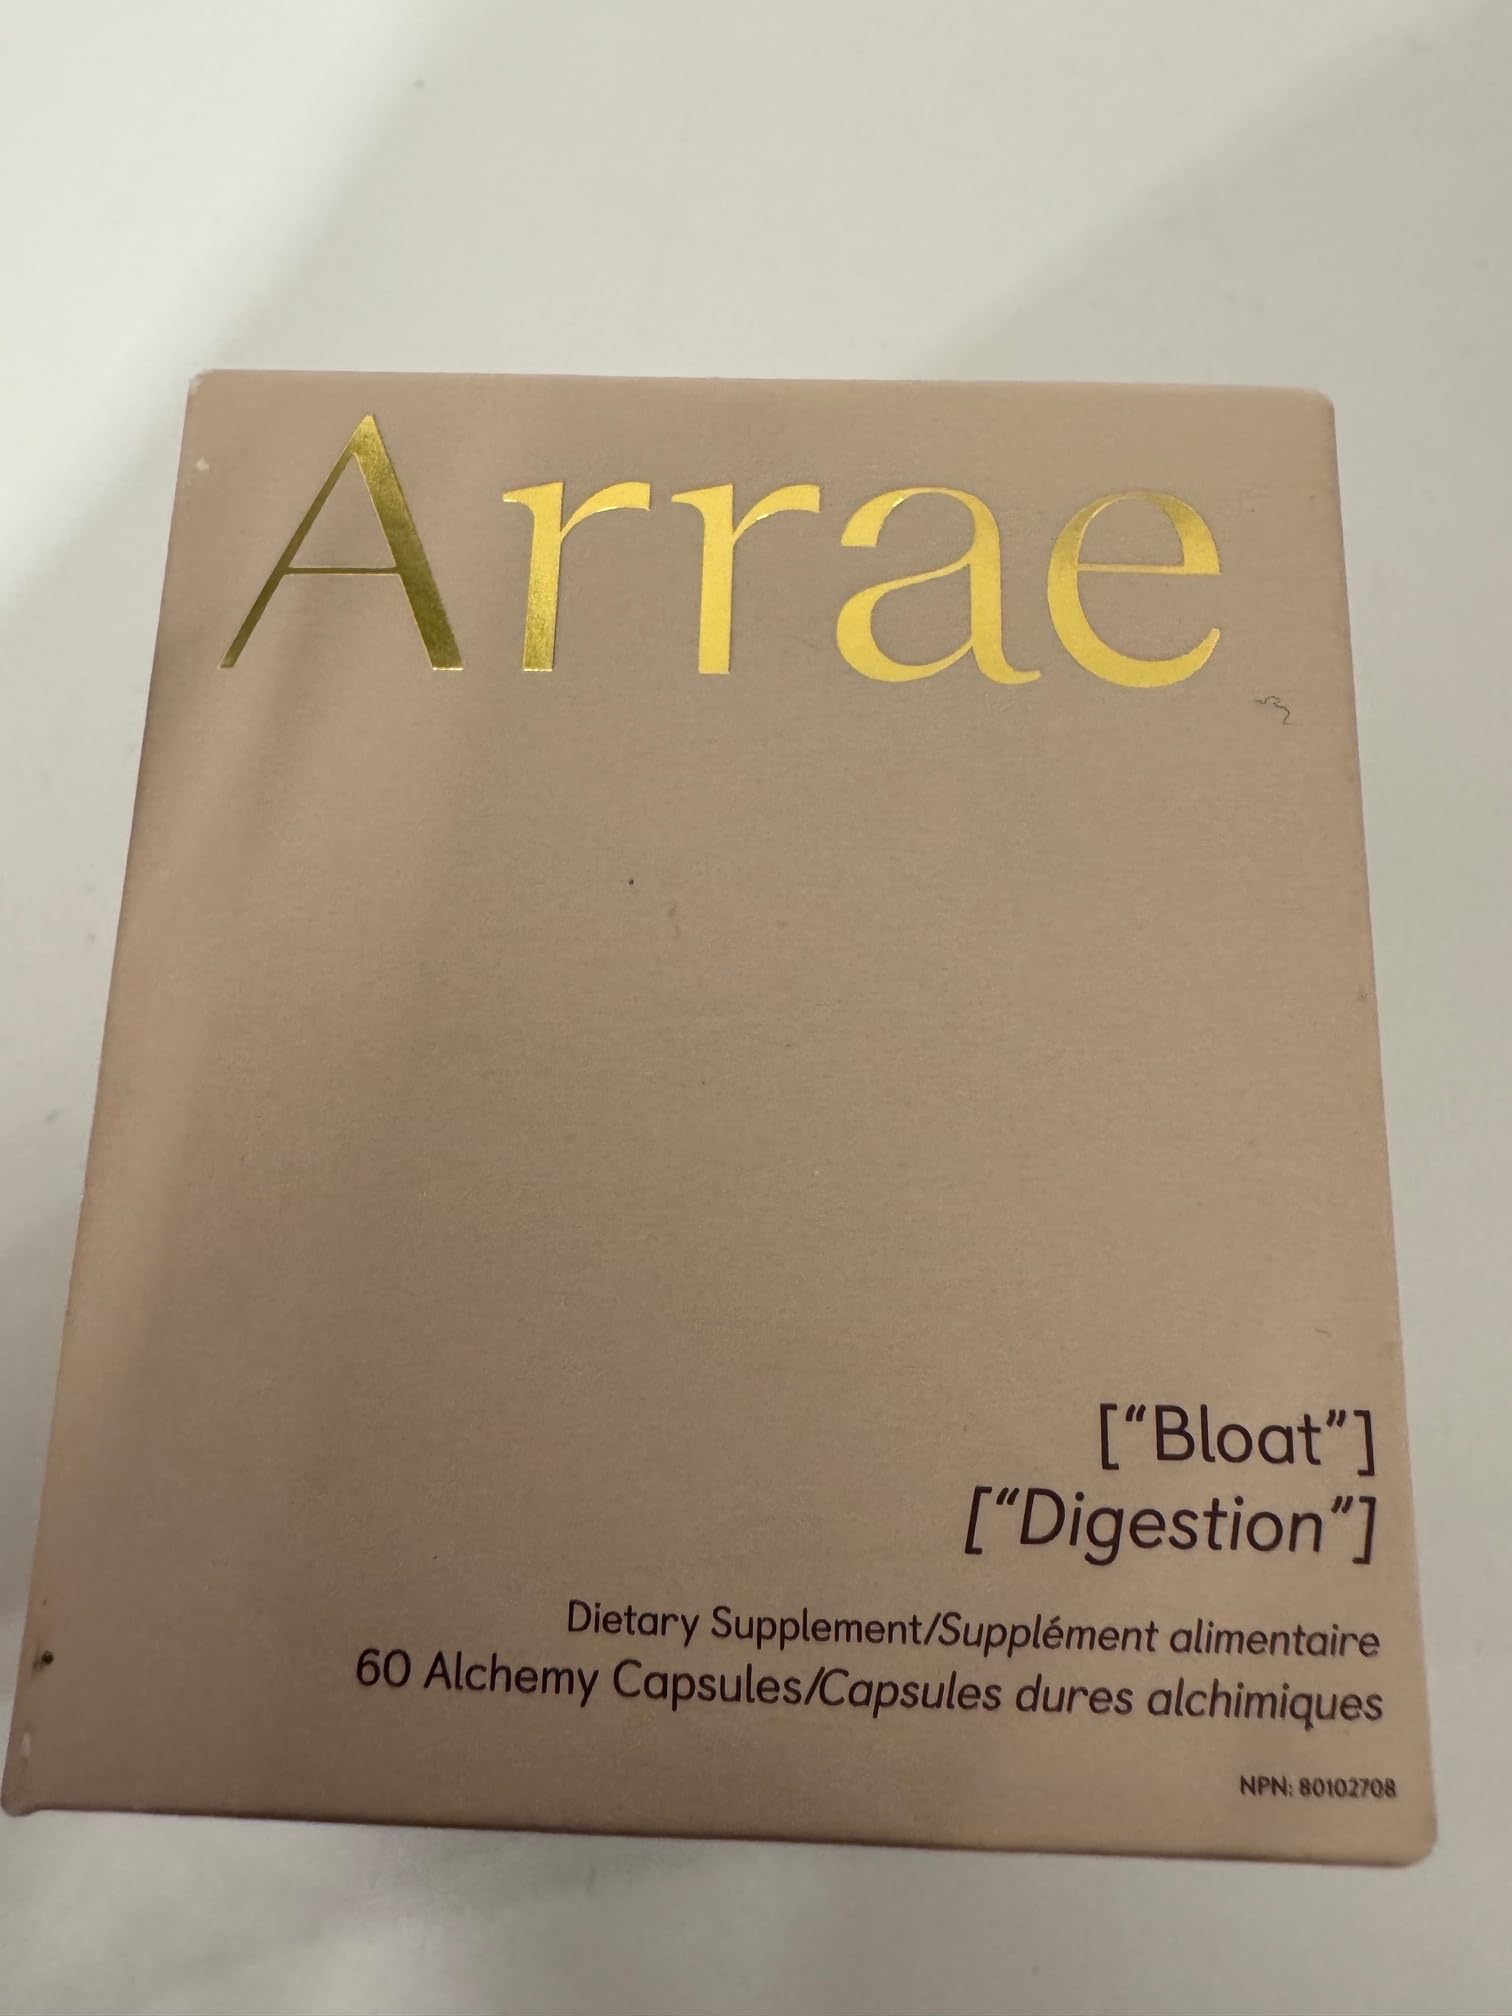 Arrae
[“Bloat”]
[“Digestion”]
Dietary Supplement/Supplément alimentaire
60 Alchemy Capsules/Capsules dures alchimiques
NPN: 80102708